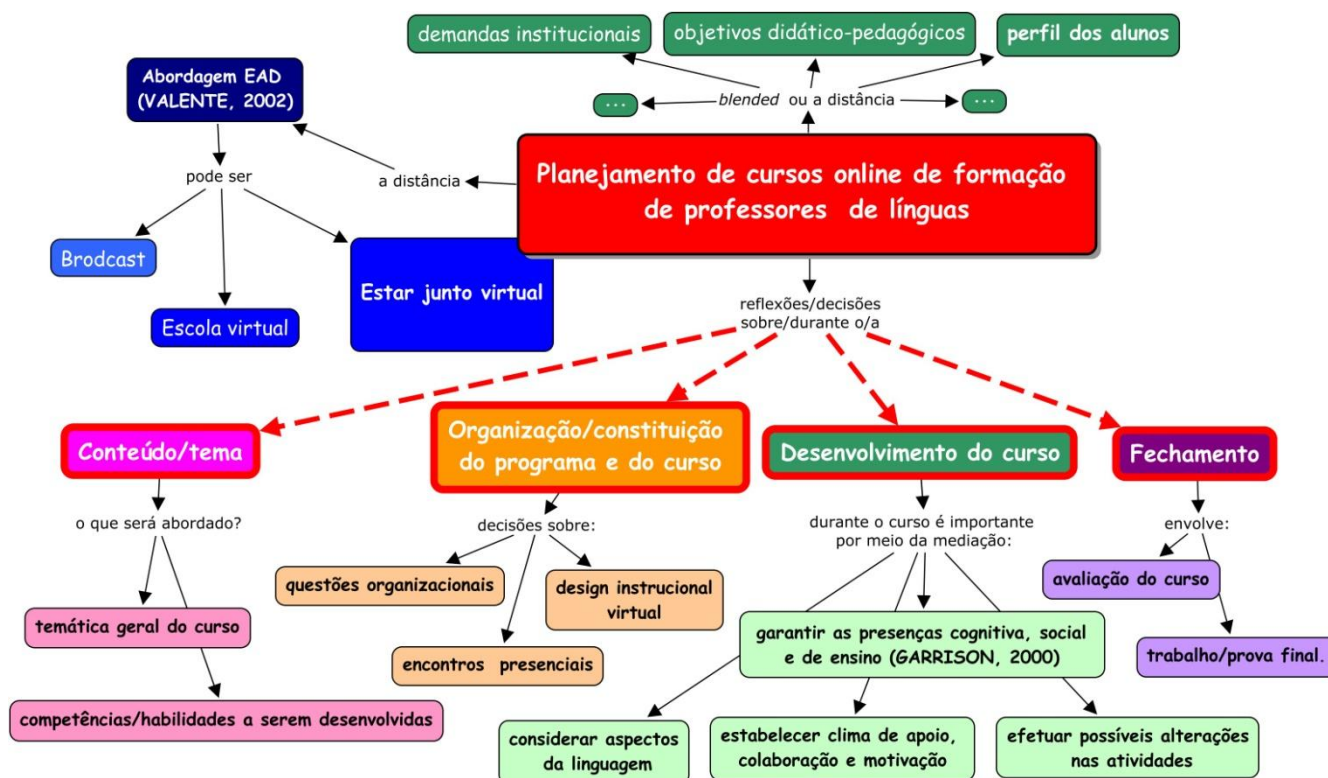 demandas institucionais
objetivos didático-pedagógicos
perfil dos alunos
Abordagem EAD
(VALENTE, 2002)
...
blended ou a distância
...
pode ser
a distância
Planejamento de cursos online de formação
de professores de línguas
Brodcast
Escola virtual
Estar junto virtual
reflexões/decisões
sobre/durante o/a
Conteúdo/tema
Organização/constituição
do programa e do curso
Desenvolvimento do curso
Fechamento
o que será abordado?
decisões sobre:
durante o curso é importante
por meio da mediação:
envolve:
questões organizacionais
design instrucional
virtual
avaliação do curso
temática geral do curso
encontros presenciais
garantir as presenças cognitiva, social
e de ensino (GARRISON, 2000)
trabalho/prova final.
competências/habilidades a serem desenvolvidas
considerar aspectos
da linguagem
estabelecer clima de apoio,
colaboração e motivação
efetuar possíveis alterações
nas atividades